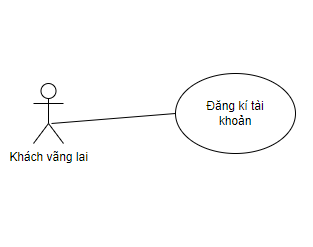 Đăng kí tài
khoản
Khách vãng lai